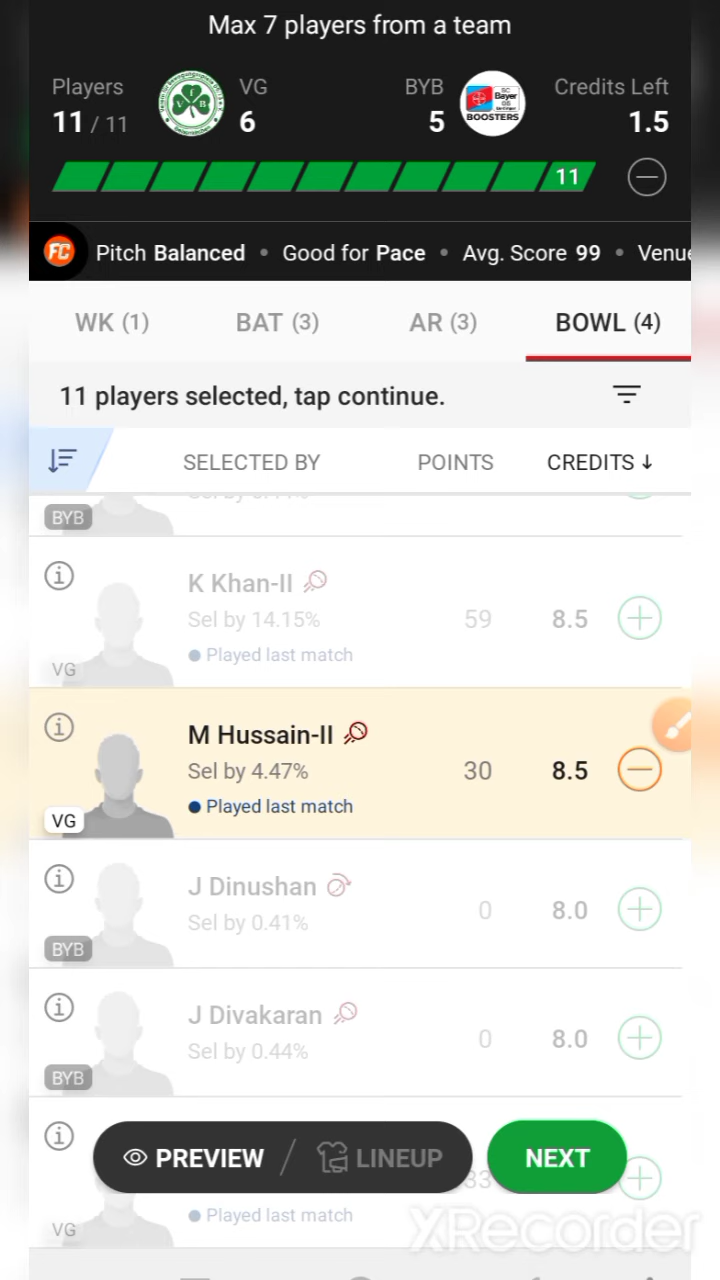 Max 7 players from a team
Players VG BYB Credits Left
11 / 11 6 5 1.5
BOOSTERS
11
FC Pitch Balanced • Good for Pace • Avg. Score 99 • Venue
WK (1) BAT (3) AR (3) BOWL (4)
11 players selected, tap continue.
SELECTED BY POINTS CREDITS ↓
BYB
K Khan-II
Sel by 14.15% 59 8.5
Played last match
VG
M Hussain-II
Sel by 4.47% 30 8.5
Played last match
VG
J Dinushan
Sel by 0.41% 0 8.0
BYB
J Divakaran
Sel by 0.44% 0 8.0
BYB
PREVIEW / LINEUP NEXT
Played last match
VG
XRecorder